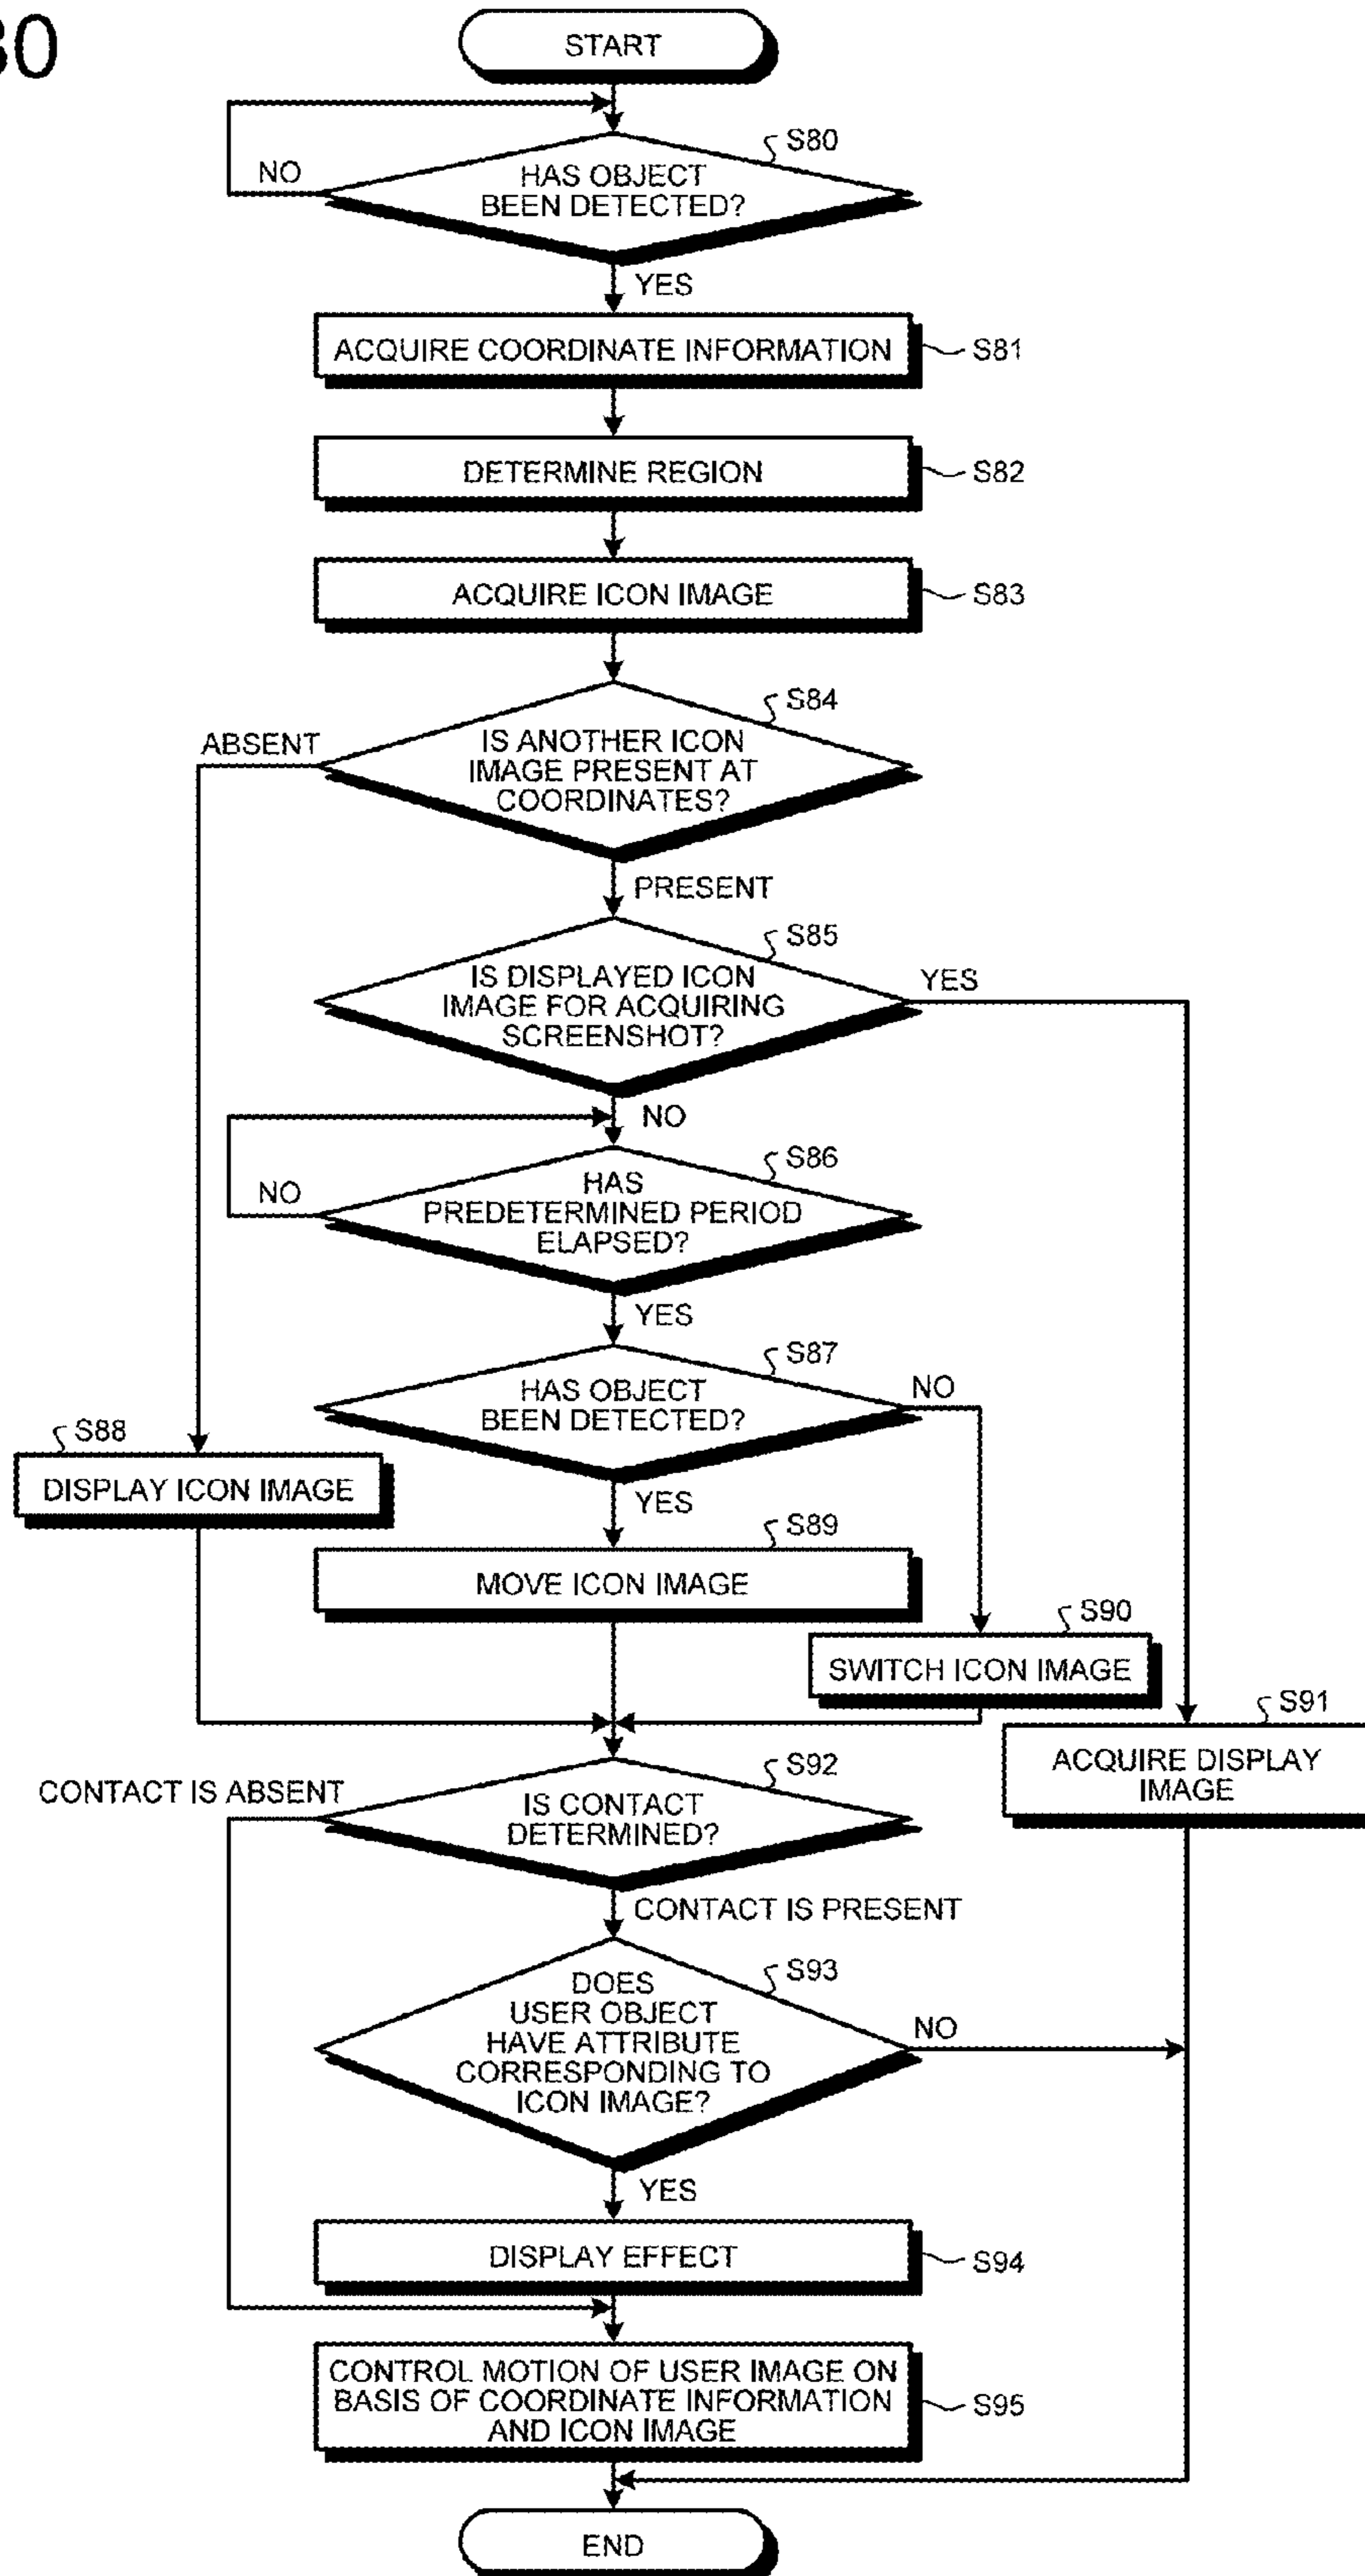 30
START
S80
NO
HAS OBJECT
BEEN DETECTED?
YES
ACQUIRE COORDINATE INFORMATION
S81
DETERMINE REGION
S82
ACQUIRE ICON IMAGE
S83
S84
ABSENT
IS ANOTHER ICON
IMAGE PRESENT AT
COORDINATES?
PRESENT
S85
IS DISPLAYED ICON
IMAGE FOR ACQUIRING
SCREENSHOT?
YES
NO
S86
NO
HAS
PREDETERMINED PERIOD
ELAPSED?
YES
S87
HAS OBJECT
BEEN DETECTED?
NO
S88
DISPLAY ICON IMAGE
YES
S89
MOVE ICON IMAGE
S90
SWITCH ICON IMAGE
S91
ACQUIRE DISPLAY
IMAGE
S92
CONTACT IS ABSENT
IS CONTACT
DETERMINED?
CONTACT IS PRESENT
S93
DOES
USER OBJECT
HAVE ATTRIBUTE
CORRESPONDING TO
ICON IMAGE?
NO
YES
DISPLAY EFFECT
S94
CONTROL MOTION OF USER IMAGE ON
BASIS OF COORDINATE INFORMATION
AND ICON IMAGE
S95
END